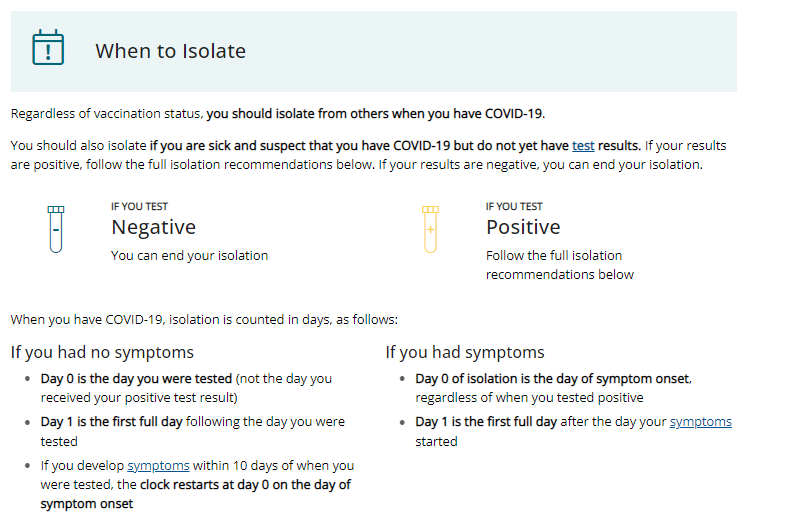 When to Isolate
Regardless of vaccination status, you should isolate from others when you have COVID-19.
You should also isolate if you are sick and suspect that you have COVID-19 but do not yet have test results. If your results
are positive, follow the full isolation recommendations below. If your results are negative, you can end your isolation.
IF YOU TEST
Negative
You can end your isolation
IF YOU TEST
Positive
Follow the full isolation
recommendations below
When you have COVID-19, isolation is counted in days, as follows:
If you had no symptoms
• Day 0 is the day you were tested (not the day you
received your positive test result)
• Day 1 is the first full day following the day you were
tested
• If you develop symptoms within 10 days of when you
were tested, the clock restarts at day 0 on the day of
symptom onset
If you had symptoms
• Day 0 of isolation is the day of symptom onset,
regardless of when you tested positive
• Day 1 is the first full day after the day your symptoms
started